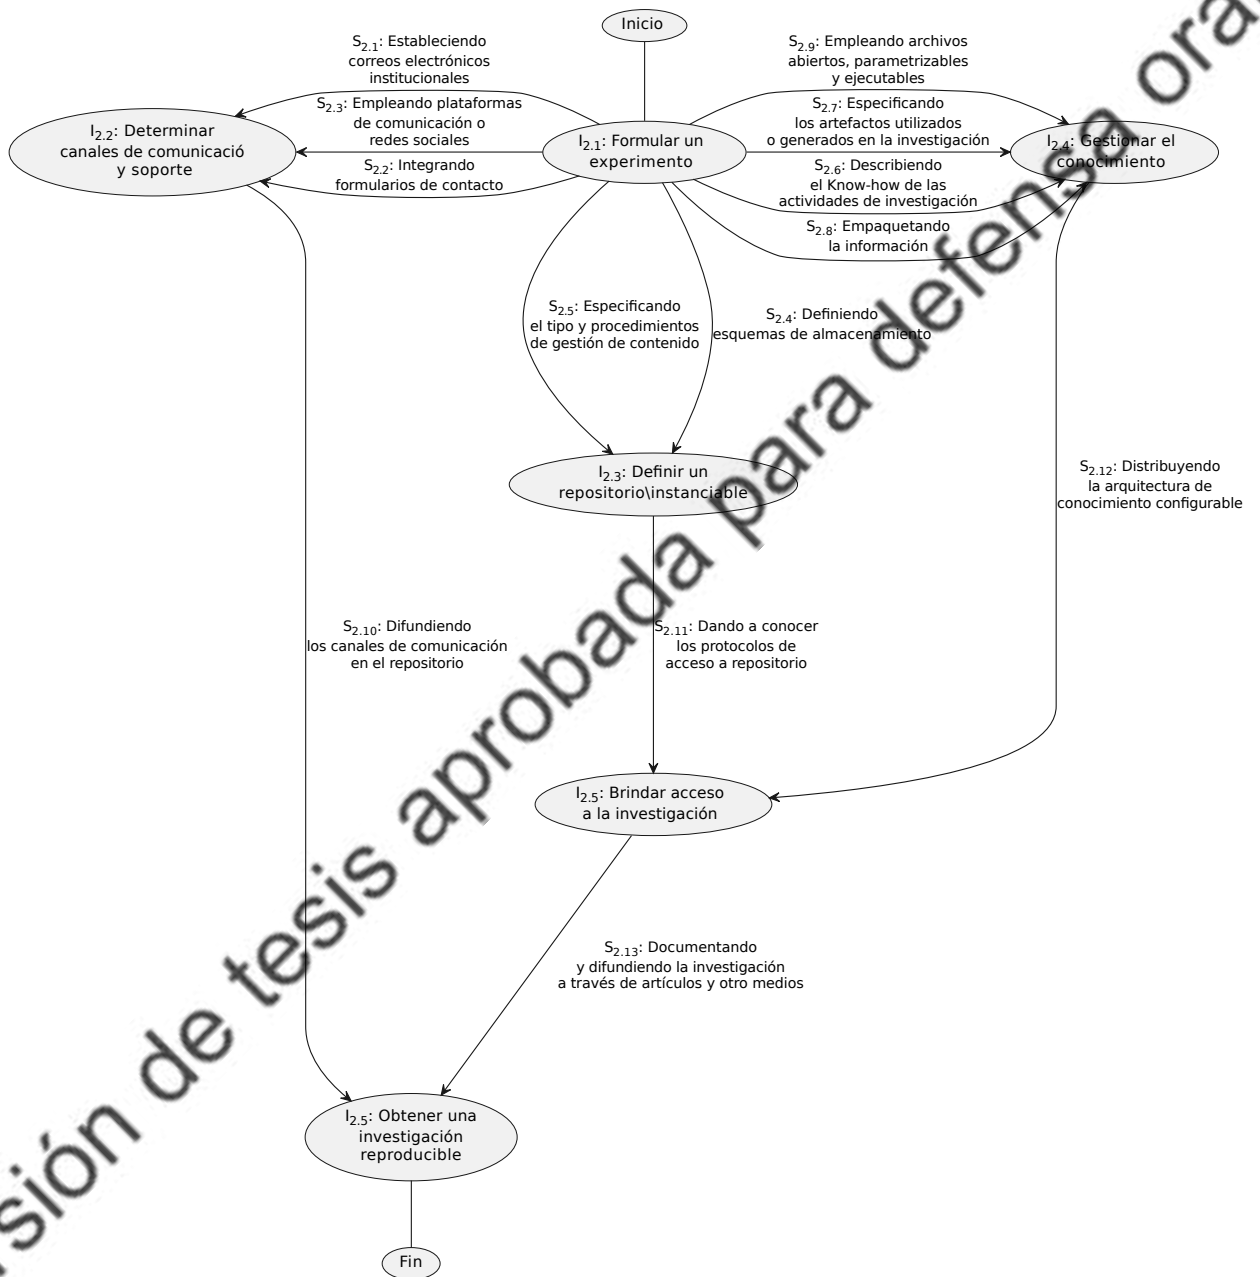 Inicio
S2.1: Estableciendo
correos electrónicos
institucionales
S2.9: Empleando archivos
abiertos, parametrizables
y ejecutables
S2.3: Empleando plataformas
de comunicación o
redes sociales
S2.7: Especificando
los artefactos utilizados
o generados en la investigación
I2.2: Determinar
canales de comunicació
y soporte
I2.1: Formular un
experimento
I2.4: Gestionar el
conocimiento
S2.2: Integrando
formularios de contacto
S2.6: Describiendo
el Know-how de las
actividades de investigación
S2.8: Empaquetando
la información
S2.5: Especificando
el tipo y procedimientos
de gestión de contenido
S2.4: Definiendo
esquemas de almacenamiento
I2.3: Definir un
repositorio\instanciable
S2.12: Distribuyendo
la arquitectura de
conocimiento configurable
S2.10: Difundiendo
los canales de comunicación
en el repositorio
S2.11: Dando a conocer
los protocolos de
acceso a repositorio
I2.5: Brindar acceso
a la investigación
S2.13: Documentando
y difundiendo la investigación
a través de artículos y otro medios
I2.5: Obtener una
investigación
reproducible
Fin
rsión de tesis aprobada para defensa ora